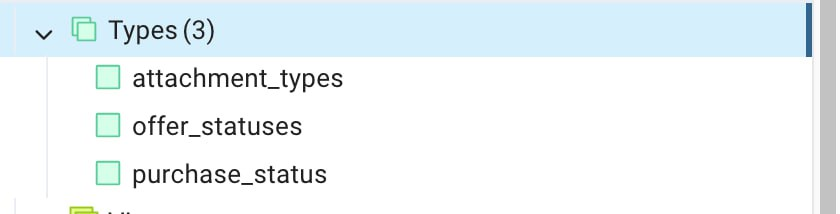 Types (3)
attachment_types
offer_statuses
purchase_status